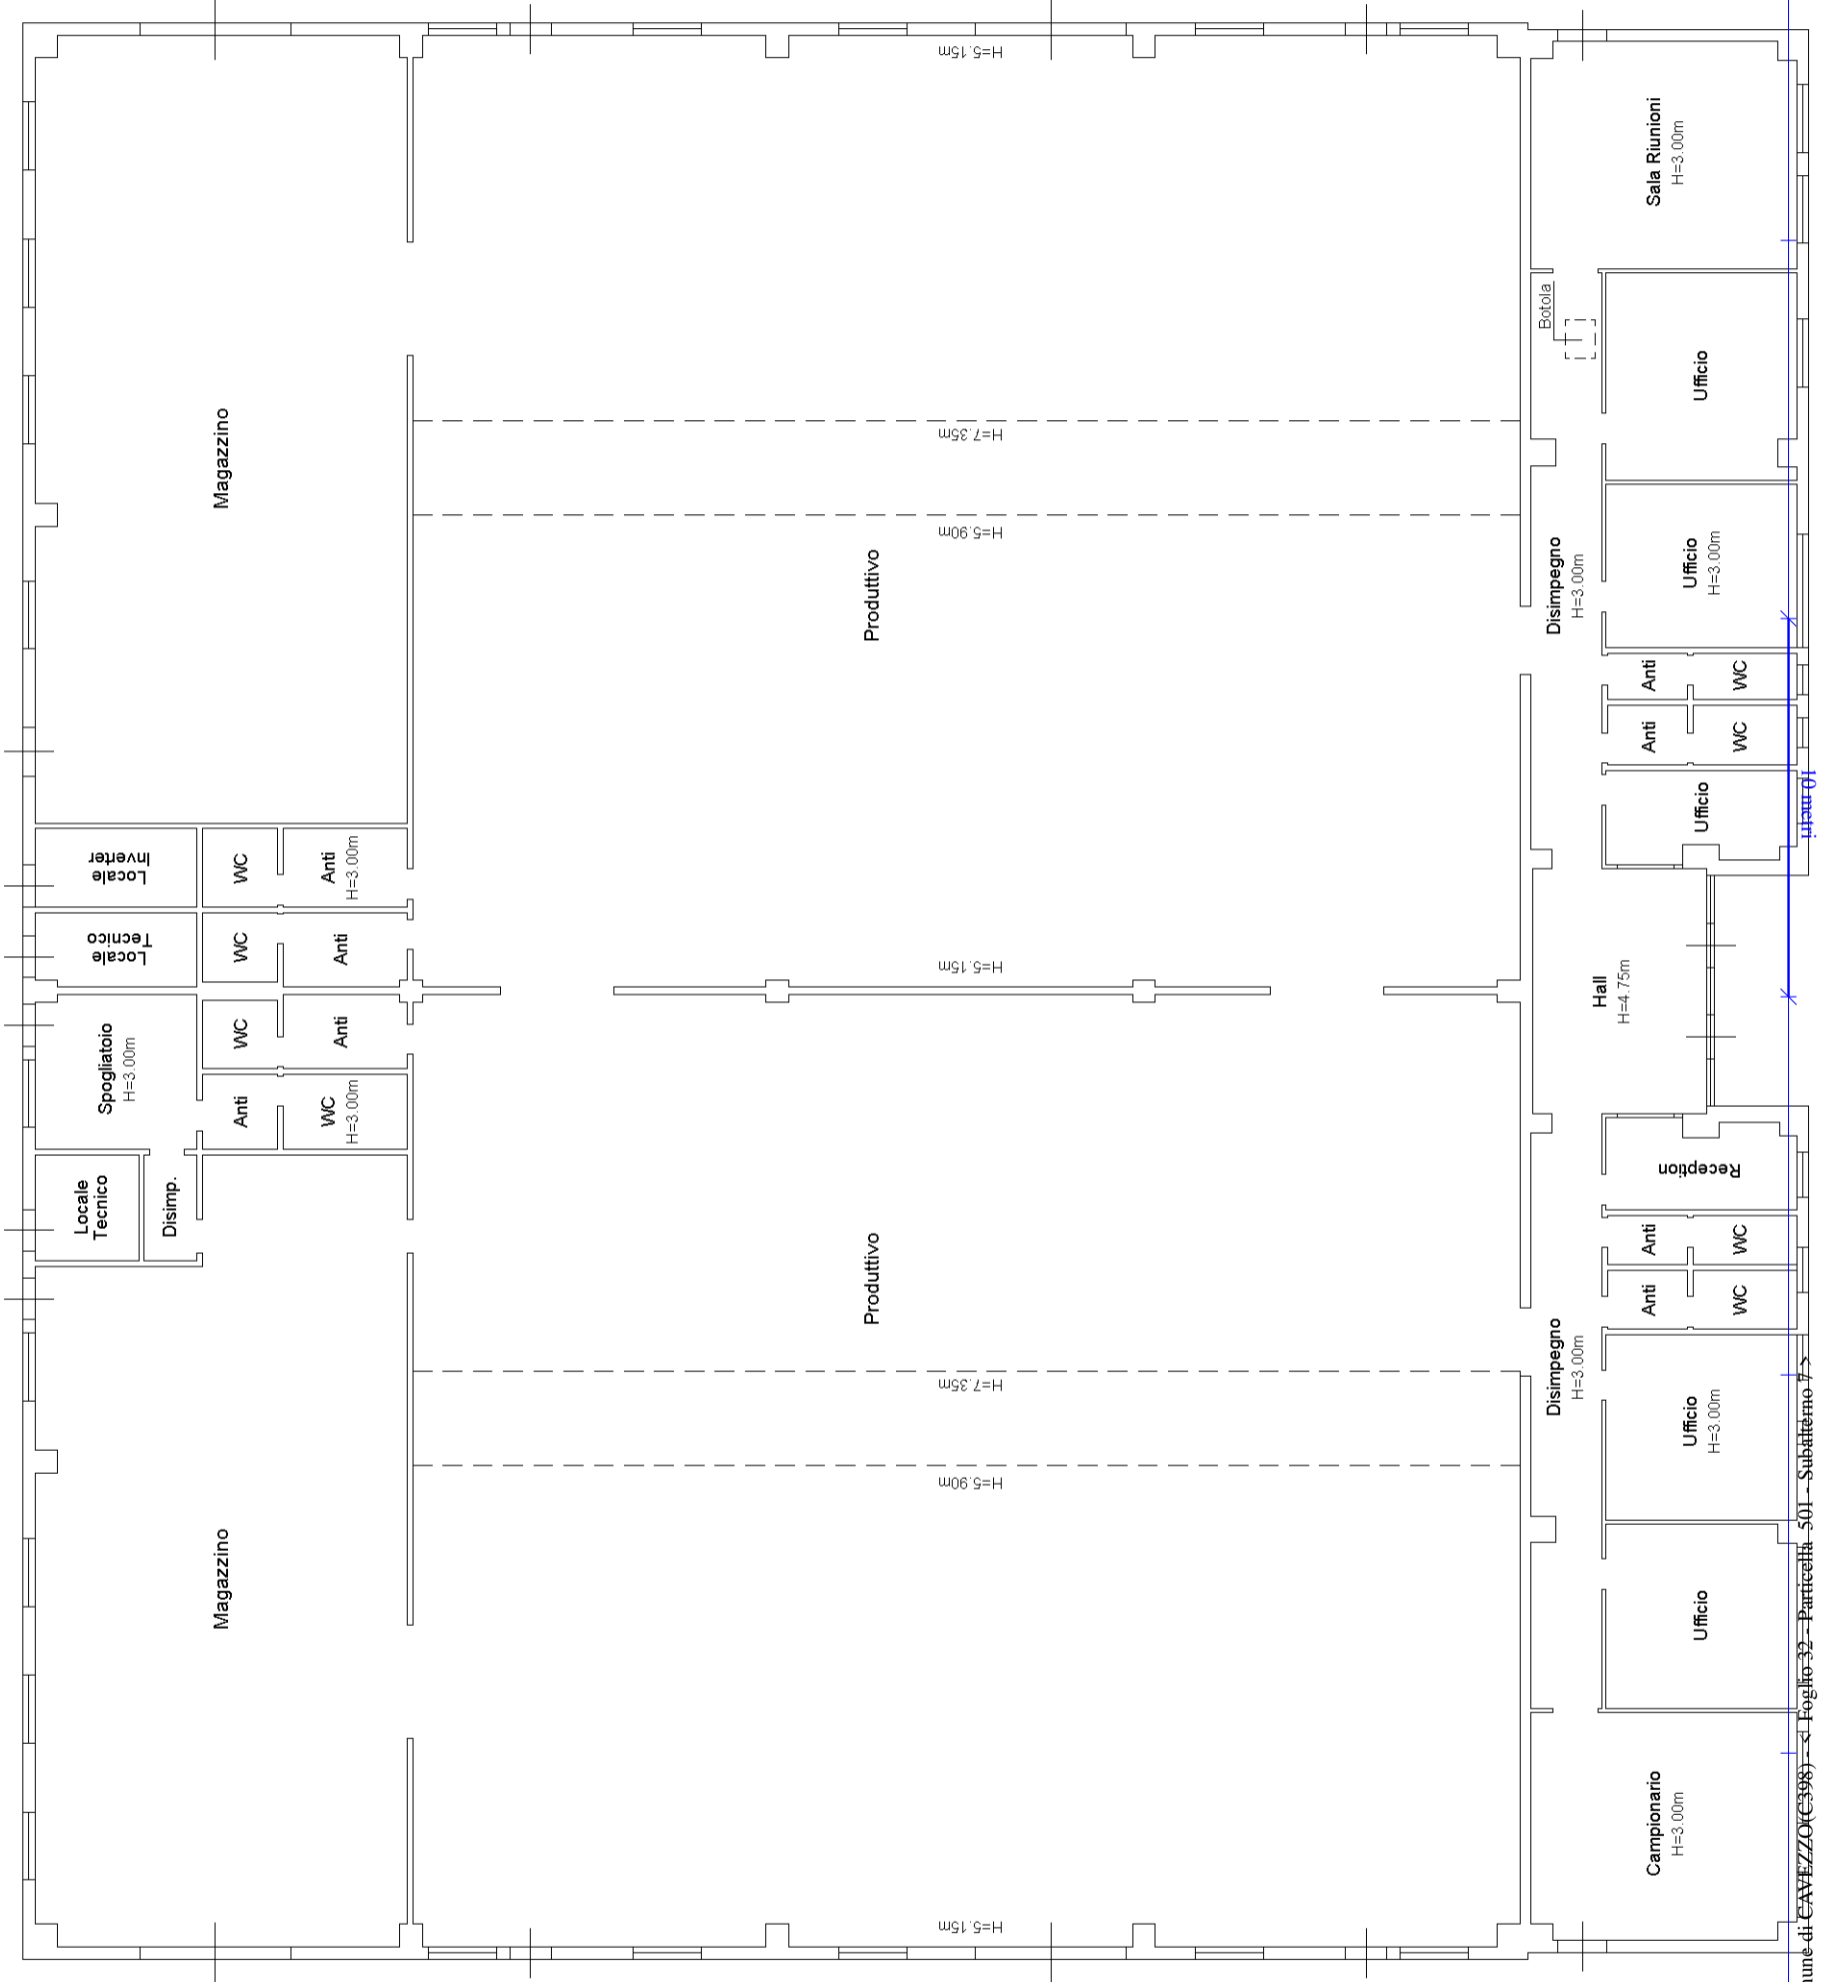 H=5.15m
Sala Riunioni
H=3.00m
Botola
Ufficio
Magazzino
H=7.35m
H=5.90m
Produttivo
Disimpegno
H=3.00m
Ufficio
H=3.00m
Anti
WC
Anti
WC
Ufficio
10 metri
Locale
Inverter
WC
Anti
H=3.00m
Locale
Tecnico
WC
Anti
H=5.15m
Hall
H=4.75m
Spogliatoio
H=3.00m
WC
Anti
Anti
WC
H=3.00m
Reception
Locale
Tecnico
Disimp.
Anti
WC
Produttivo
Anti
WC
H=7.35m
Disimpegno
H=3.00m
Ufficio
H=3.00m
H=5.90m
Magazzino
Ufficio
Campionario
H=3.00m
H=5.15m
di CAVEZZO(C398) - < Foglio 32 - Particella 501 - Subalterno 7 >